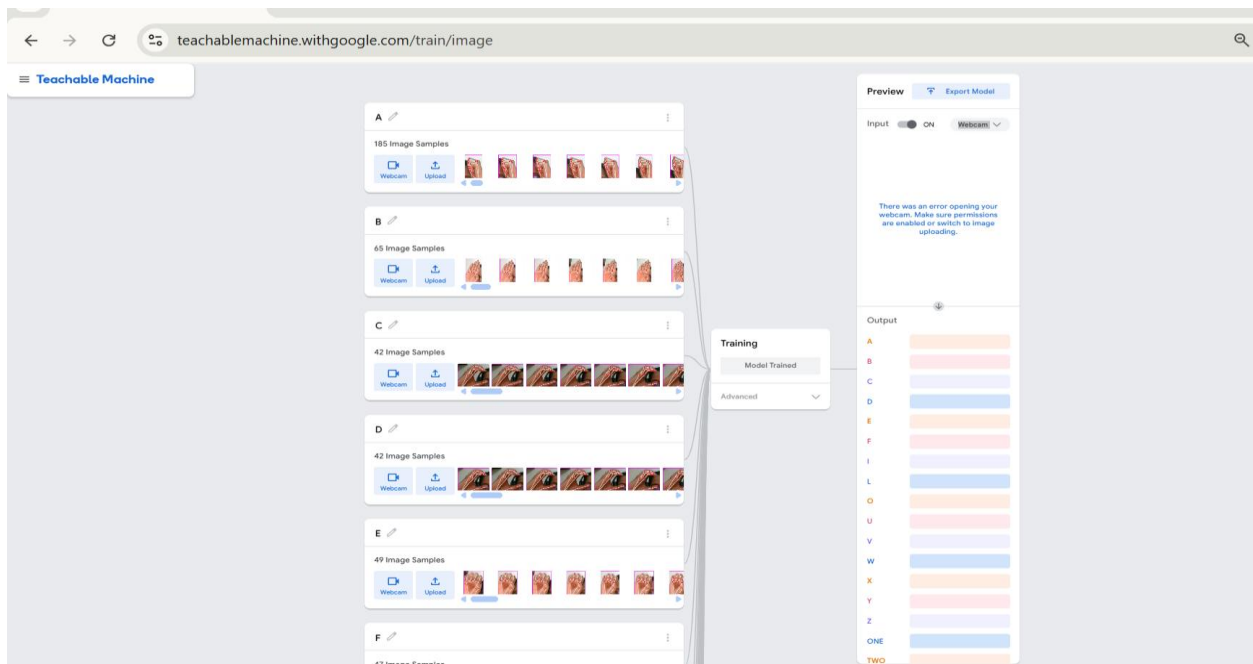 teachablemachine.withgoogle.com/train/image
Teachable Machine
A
185 Image Samples
Webcam Upload
B
65 Image Samples
Webcam Upload
C
42 Image Samples
Webcam Upload
D
42 Image Samples
Webcam Upload
E
49 Image Samples
Webcam Upload
F
47 Image Samples
Training
Model Trained
Advanced
Preview Export Model
Input ON Webcam
There was an error opening your
webcam. Make sure permissions
are enabled or switch to image
uploading.
Output
A
B
C
D
E
F
I
L
O
U
V
W
X
Y
Z
ONE
TWO